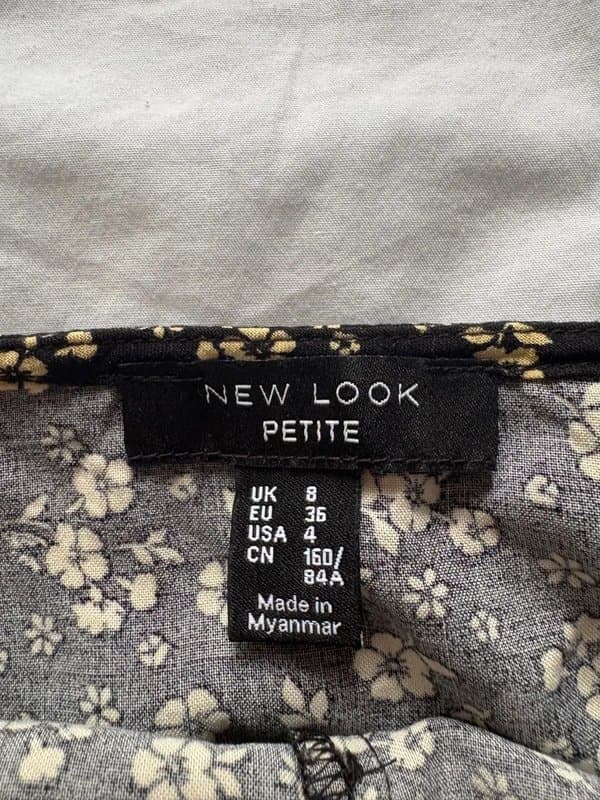 NEW LOOK
PETITE
UK 8
EU 36
USA 4
CN 160/
84A
Made in
Myanmar